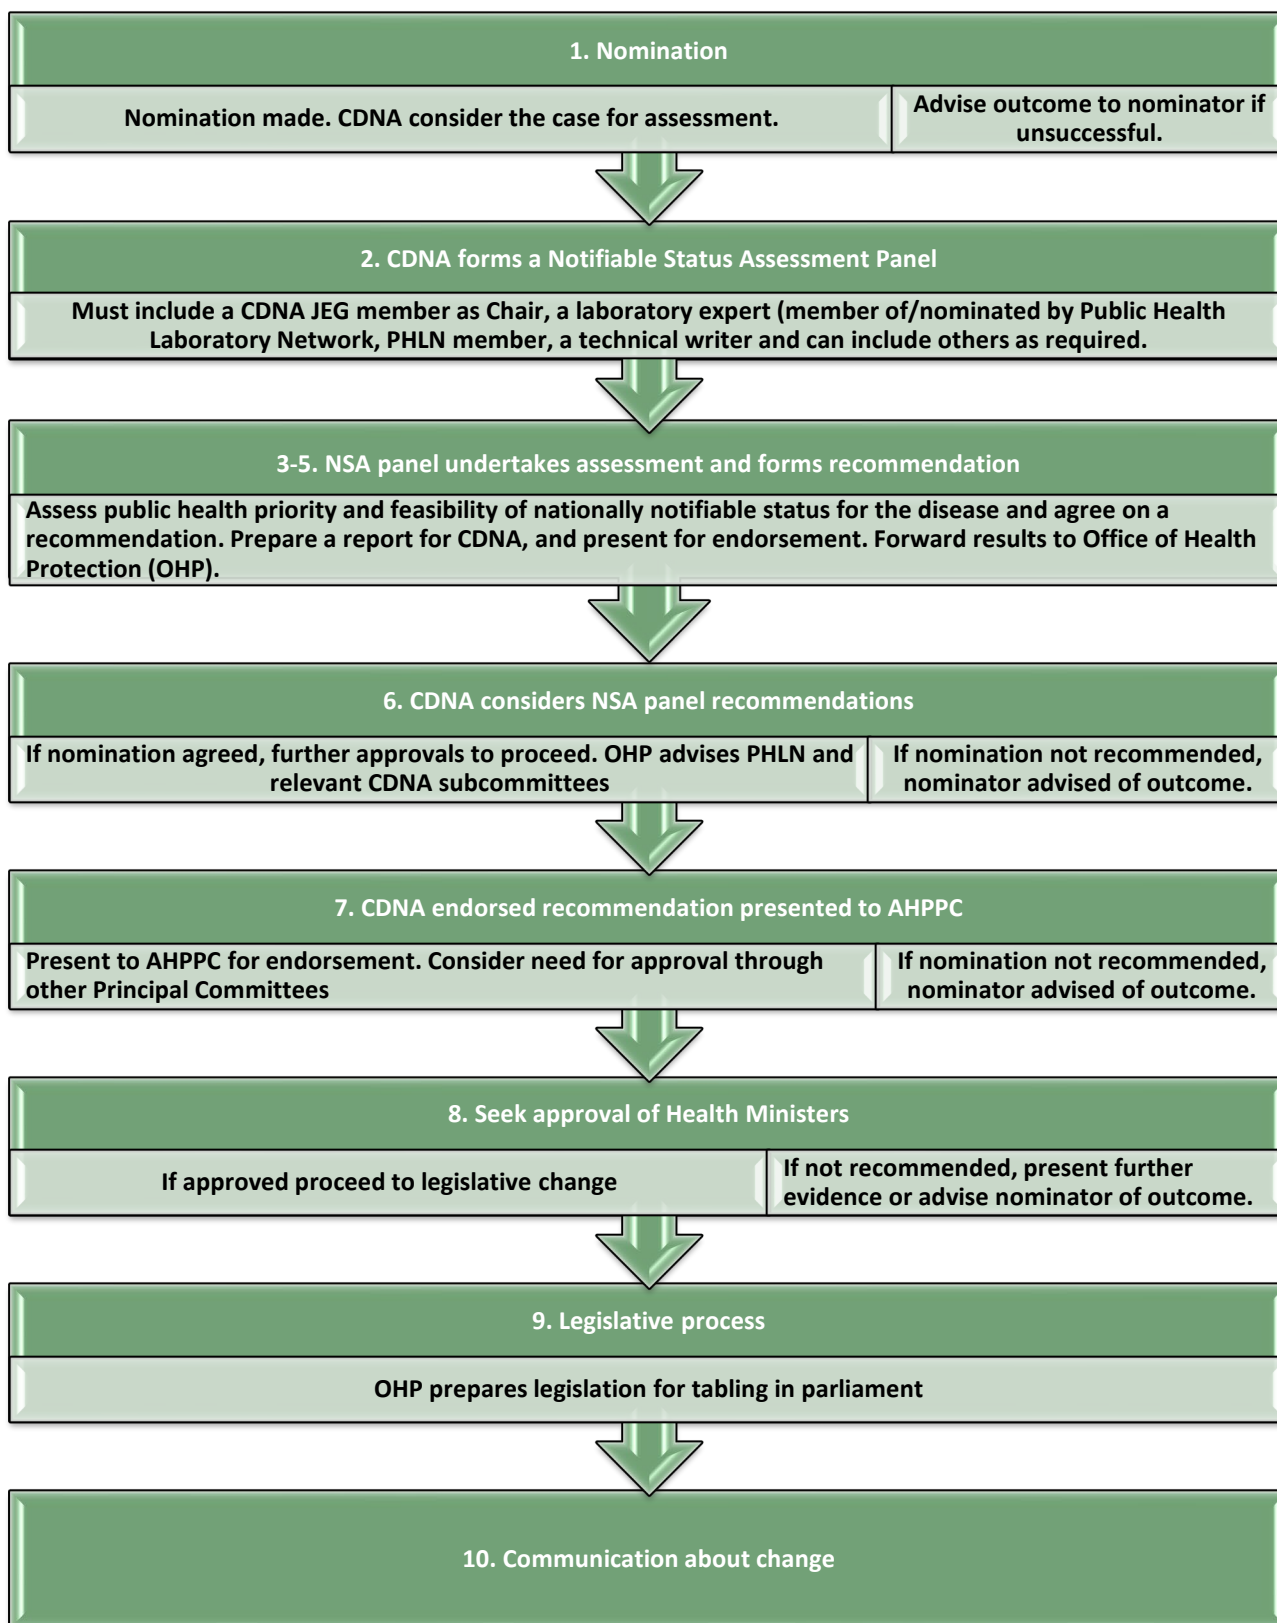 1. Nomination
Nomination made. CDNA consider the case for assessment.
Advise outcome to nominator if
unsuccessful.
2. CDNA forms a Notifiable Status Assessment Panel
Must include a CDNA JEG member as Chair, a laboratory expert (member of/nominated by Public Health
Laboratory Network, PHLN member, a technical writer and can include others as required.
3-5. NSA panel undertakes assessment and forms recommendation
Assess public health priority and feasibility of nationally notifiable status for the disease and agree on a
recommendation. Prepare a report for CDNA, and present for endorsement. Forward results to Office of Health
Protection (OHP).
6. CDNA considers NSA panel recommendations
If nomination agreed, further approvals to proceed. OHP advises PHLN and
relevant CDNA subcommittees
If nomination not recommended,
nominator advised of outcome.
7. CDNA endorsed recommendation presented to AHPPC
Present to AHPPC for endorsement. Consider need for approval through
other Principal Committees
If nomination not recommended,
nominator advised of outcome.
8. Seek approval of Health Ministers
If approved proceed to legislative change
If not recommended, present further
evidence or advise nominator of outcome.
9. Legislative process
OHP prepares legislation for tabling in parliament
10. Communication about change